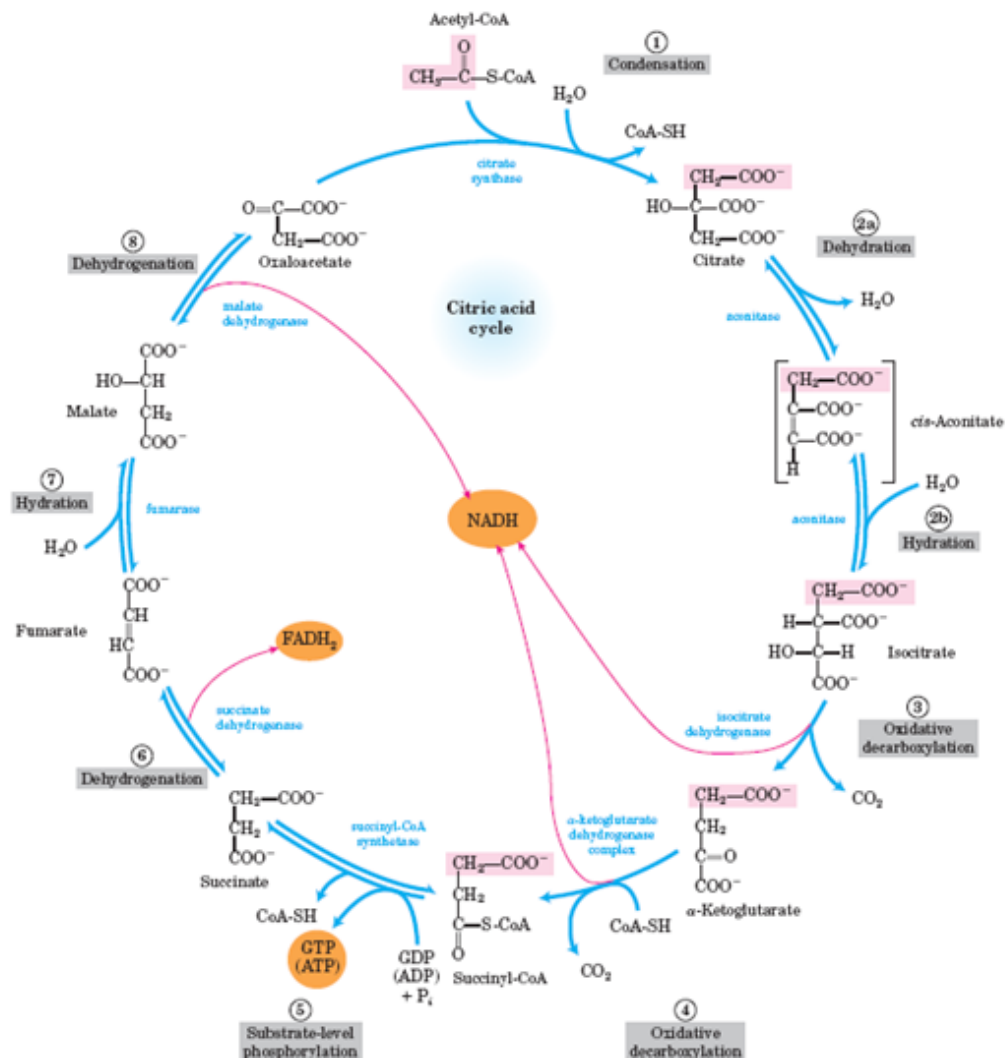 Acetyl-CoA
O
CH₃—C—S-CoA
①
Condensation
H₂O
CoA-SH
citrate
synthase
CH₂—COO⁻
HO—C—COO⁻
CH₂—COO⁻
Citrate
②a
Dehydration
H₂O
aconitase
O=C—COO⁻
CH₂—COO⁻
Oxaloacetate
⑧
Dehydrogenation
malate
dehydrogenase
Citric acid
cycle
CH₂—COO⁻
C—COO⁻
C—COO⁻
H
cis-Aconitate
COO⁻
HO—CH
CH₂
COO⁻
Malate
⑦
Hydration
fumarase
H₂O
NADH
aconitase
H₂O
②b
Hydration
CH₂—COO⁻
H—C—COO⁻
HO—C—H
COO⁻
Isocitrate
COO⁻
CH
HC
COO⁻
Fumarate
FADH₂
succinate
dehydrogenase
⑥
Dehydrogenation
isocitrate
dehydrogenase
③
Oxidative
decarboxylation
CO₂
CH₂—COO⁻
CH₂
C=O
COO⁻
α-Ketoglutarate
α-ketoglutarate
dehydrogenase
complex
CoA-SH
CO₂
④
Oxidative
decarboxylation
CH₂—COO⁻
CH₂
C—S-CoA
O
Succinyl-CoA
succinyl-CoA
synthetase
CH₂—COO⁻
CH₂
COO⁻
Succinate
CoA-SH
GTP
(ATP)
GDP
(ADP)
+ Pᵢ
⑤
Substrate-level
phosphorylation